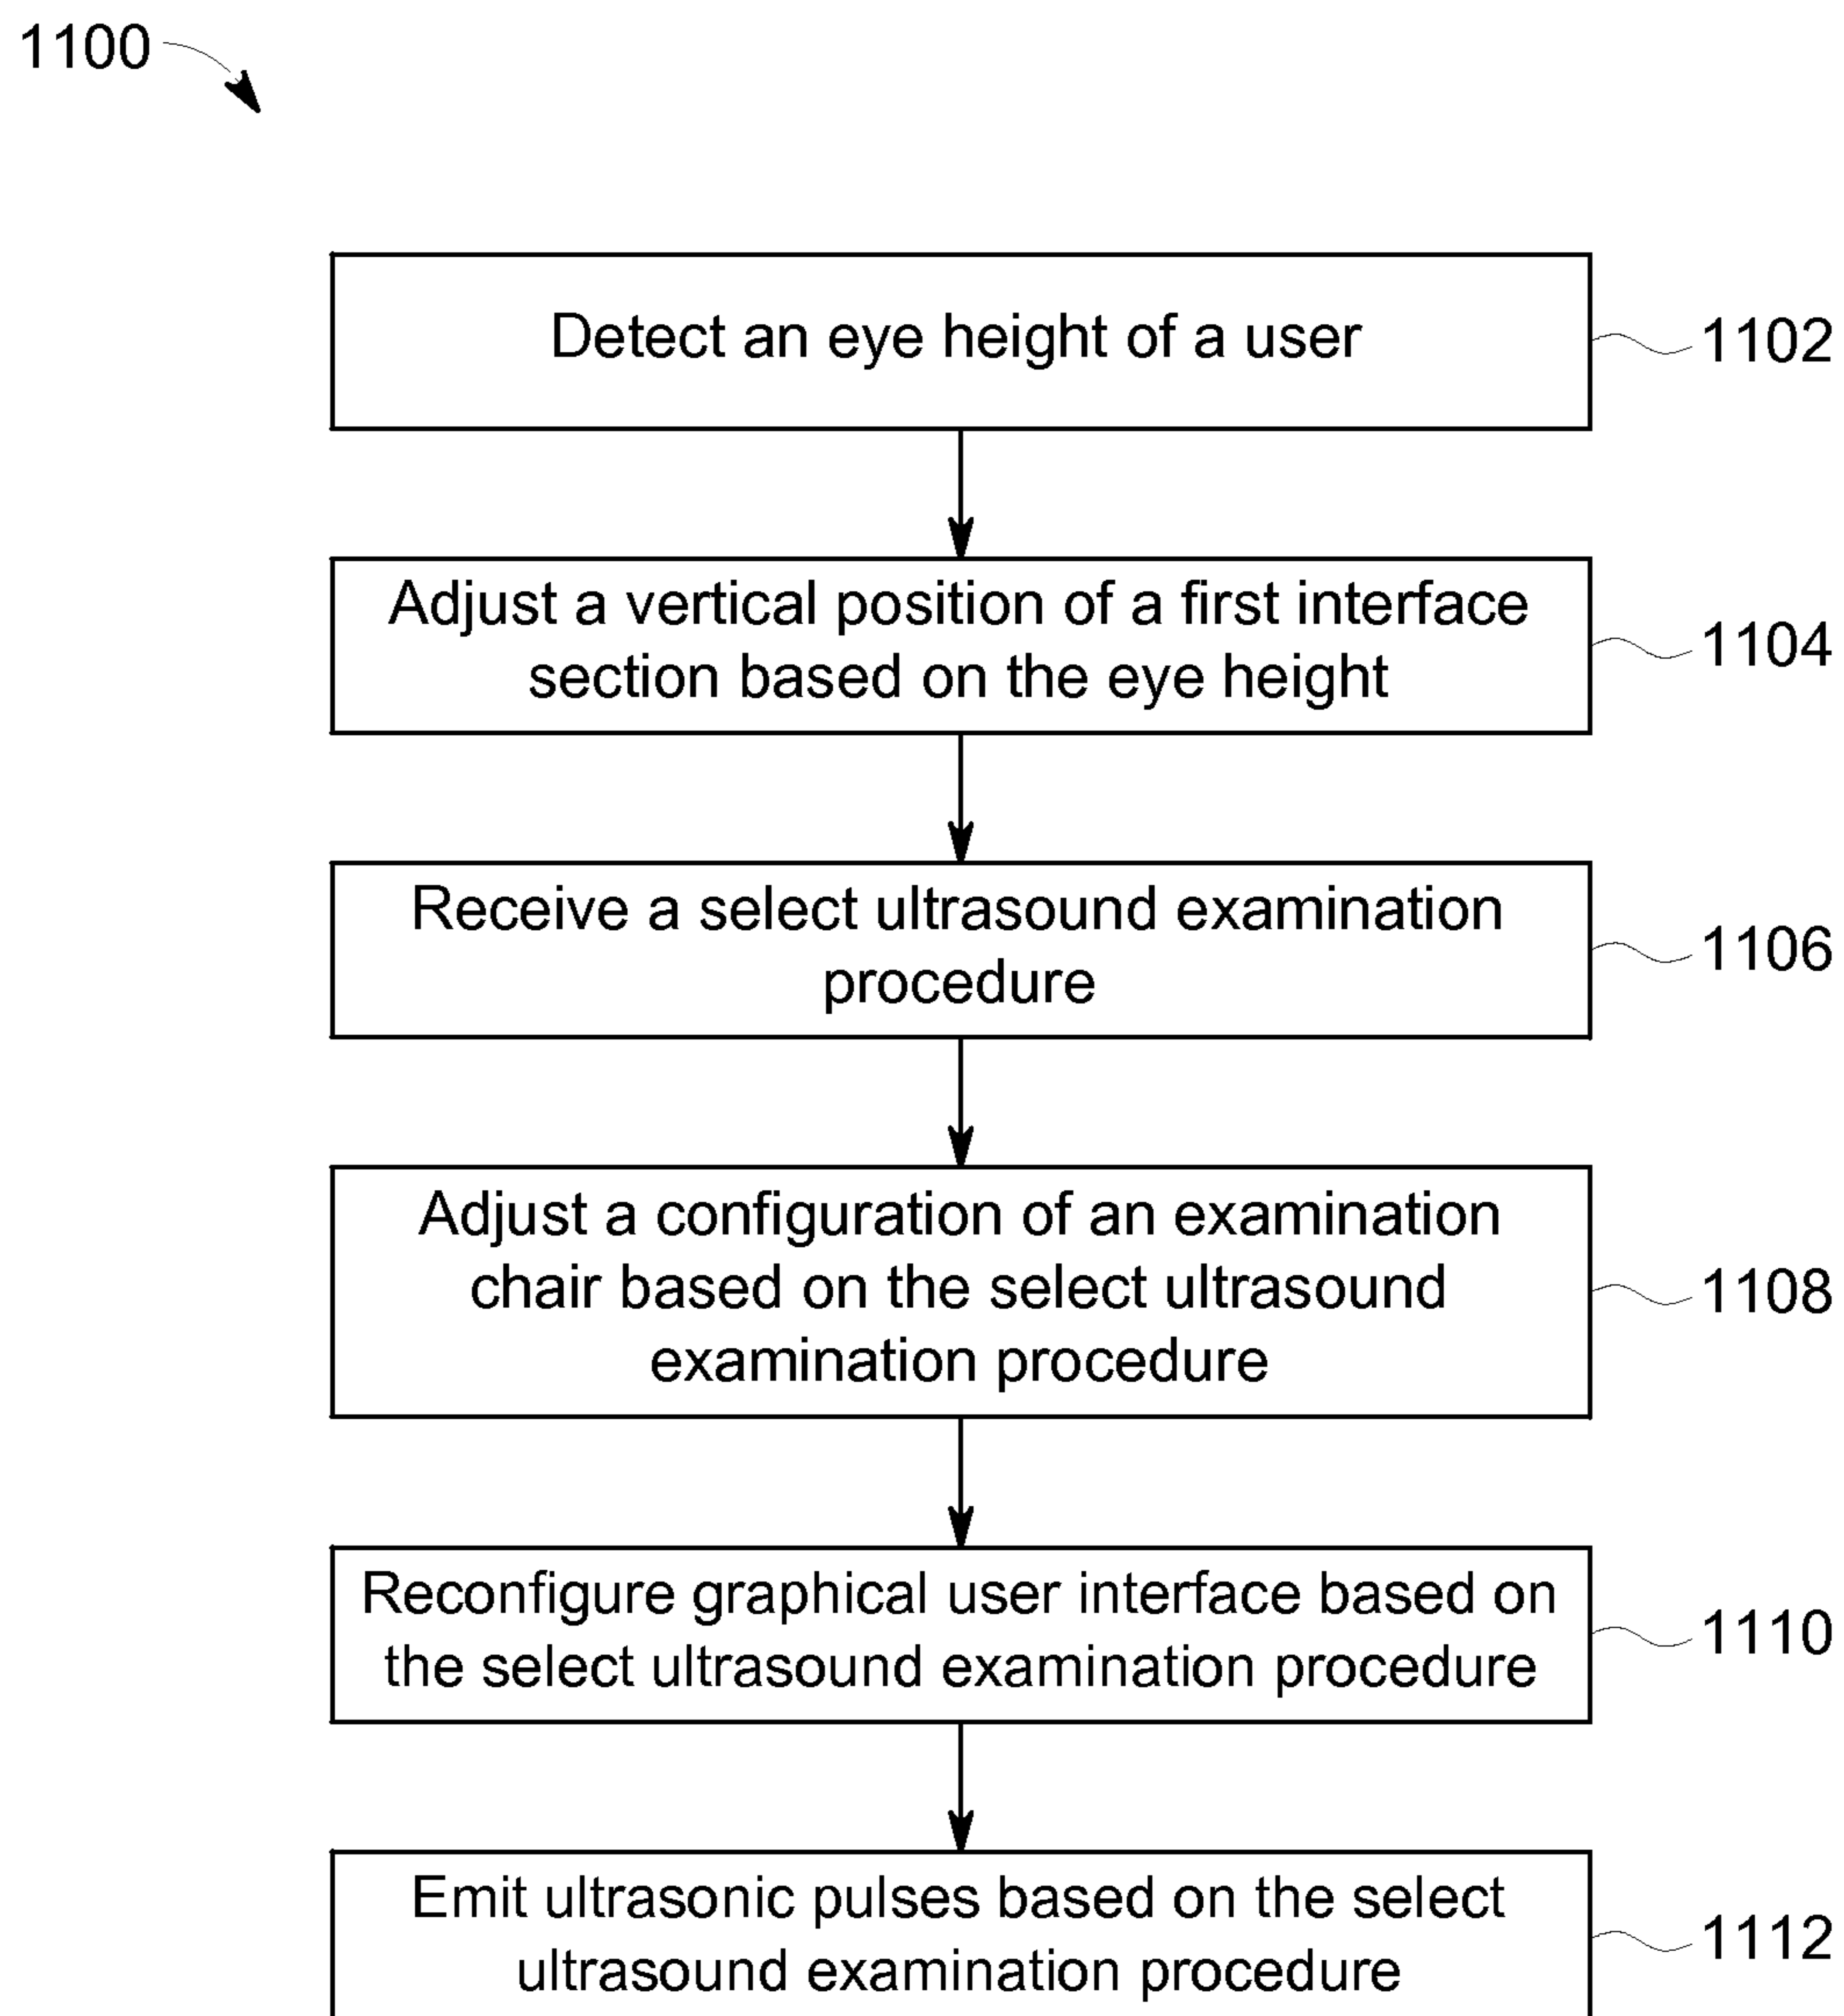 1100
Detect an eye height of a user
1102
Adjust a vertical position of a first interface
section based on the eye height
1104
Receive a select ultrasound examination
procedure
1106
Adjust a configuration of an examination
chair based on the select ultrasound
examination procedure
1108
Reconfigure graphical user interface based on
the select ultrasound examination procedure
1110
Emit ultrasonic pulses based on the select
ultrasound examination procedure
1112